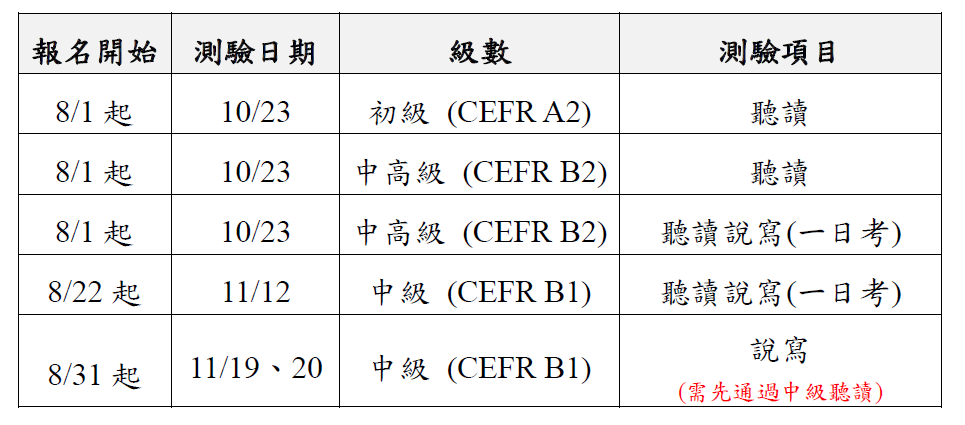 報名開始 測驗日期 級數 測驗項目
8/1 起 10/23 初級 (CEFR A2) 聽讀
8/1 起 10/23 中高級 (CEFR B2) 聽讀
8/1 起 10/23 中高級 (CEFR B2) 聽讀說寫(一日考)
8/22 起 11/12 中級 (CEFR B1) 聽讀說寫(一日考)
8/31 起 11/19、20 中級 (CEFR B1) 說寫
(需先通過中級聽讀)